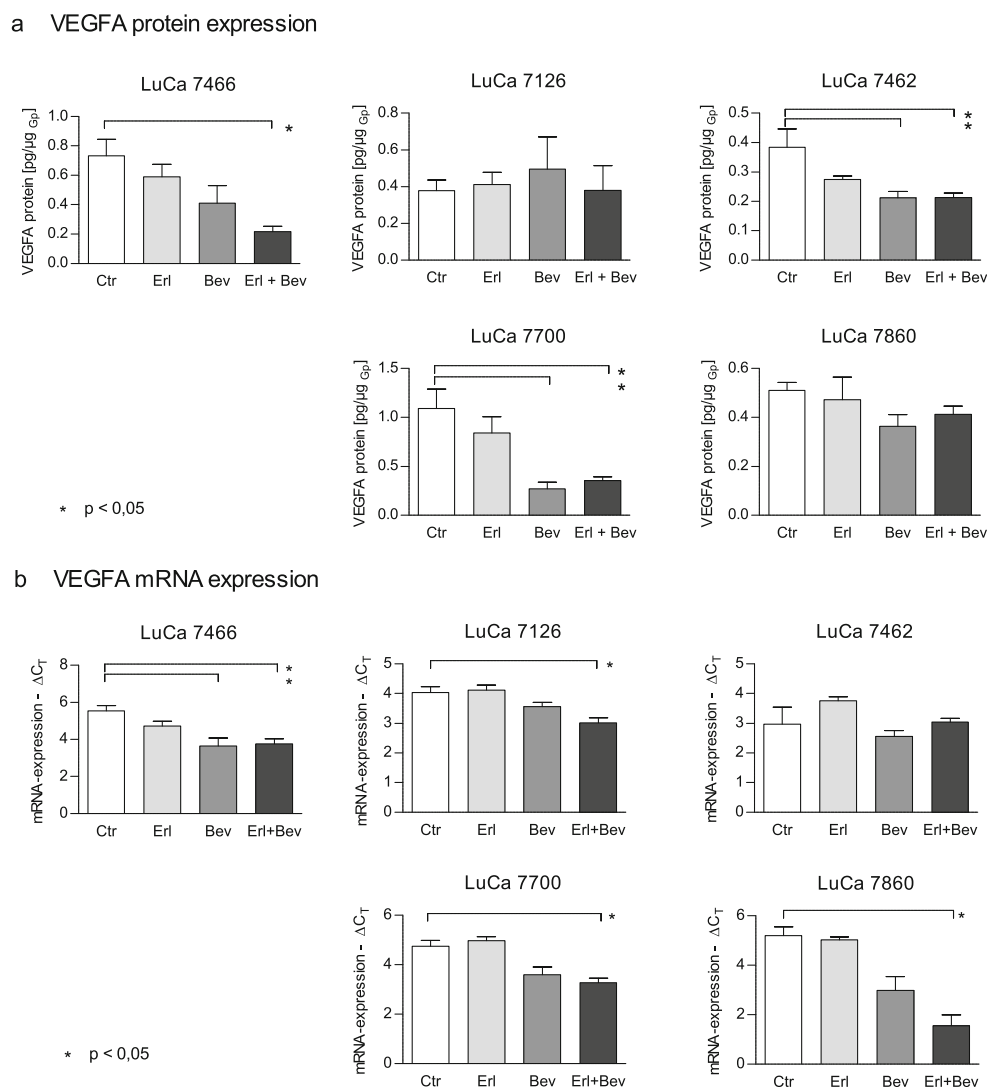 a VEGFA protein expression
LuCa 7466
VEGFA protein [pg/µg Gp]
1.0
0.8
0.6
0.4
0.2
0.0
*
Ctr Erl Bev Erl + Bev
LuCa 7126
VEGFA protein [pg/µg Gp]
0.8
0.6
0.4
0.2
0.0
Ctr Erl Bev Erl + Bev
LuCa 7462
VEGFA protein [pg/µg Gp]
0.5
0.4
0.3
0.2
0.1
0.0
*
*
Ctr Erl Bev Erl + Bev
LuCa 7700
VEGFA protein [pg/µg Gp]
1.5
1.0
0.5
0.0
*
*
Ctr Erl Bev Erl + Bev
LuCa 7860
VEGFA protein [pg/µg Gp]
0.6
0.4
0.2
0.0
Ctr Erl Bev Erl + Bev
* p < 0,05
b VEGFA mRNA expression
LuCa 7466
mRNA-expression - ΔCT
8
6
4
2
0
*
*
Ctr Erl Bev Erl+Bev
LuCa 7126
mRNA-expression - ΔCT
5
4
3
2
1
0
*
Ctr Erl Bev Erl+Bev
LuCa 7462
mRNA-expression - ΔCT
5
4
3
2
1
0
Ctr Erl Bev Erl+Bev
LuCa 7700
mRNA-expression - ΔCT
6
4
2
0
*
Ctr Erl Bev Erl+Bev
LuCa 7860
mRNA-expression - ΔCT
6
4
2
0
*
Ctr Erl Bev Erl+Bev
* p < 0,05